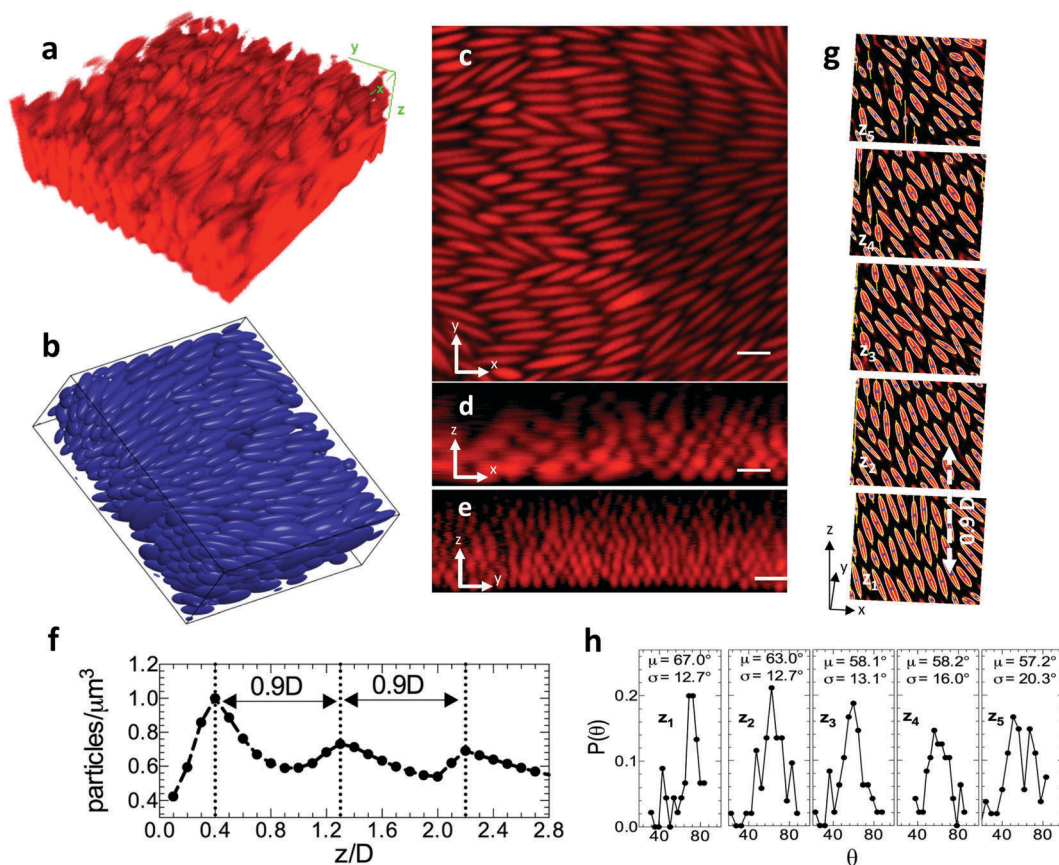 a
y
x
z
b
c
y
x
d
z
x
e
z
y
g
z5
z4
z3
z2
0.9 D
z1
z
y
x
f
particles/μm³
1.2
1.0
0.8
0.6
0.4
0.9D
0.9D
0.0 0.4 0.8 1.2 1.6 2.0 2.4 2.8
z/D
h
P(θ)
0.2
0.1
0.0
μ = 67.0°
σ = 12.7°
z1
40 80
μ = 63.0°
σ = 12.7°
z2
40 80
μ = 58.1°
σ = 13.1°
z3
40 80
μ = 58.2°
σ = 16.0°
z4
40 80
μ = 57.2°
σ = 20.3°
z5
40 80
θ